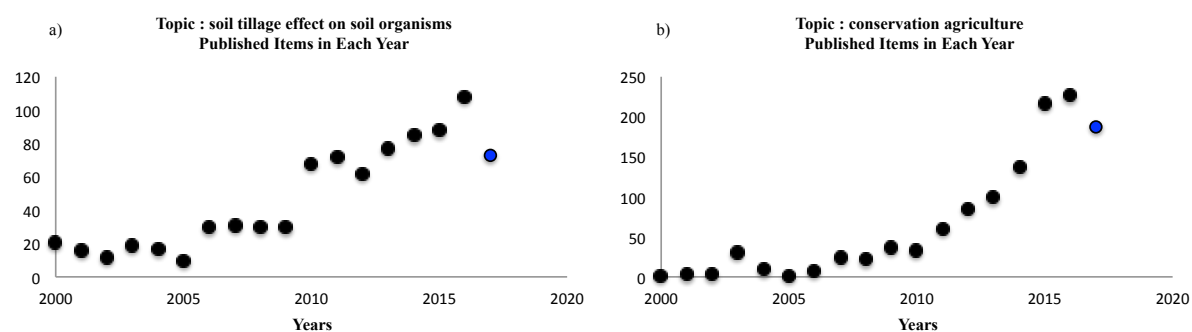 a)
Topic : soil tillage effect on soil organisms
Published Items in Each Year
120
100
80
60
40
20
0
2000 2005 2010 2015 2020
Years
b)
Topic : conservation agriculture
Published Items in Each Year
250
200
150
100
50
0
2000 2005 2010 2015 2020
Years